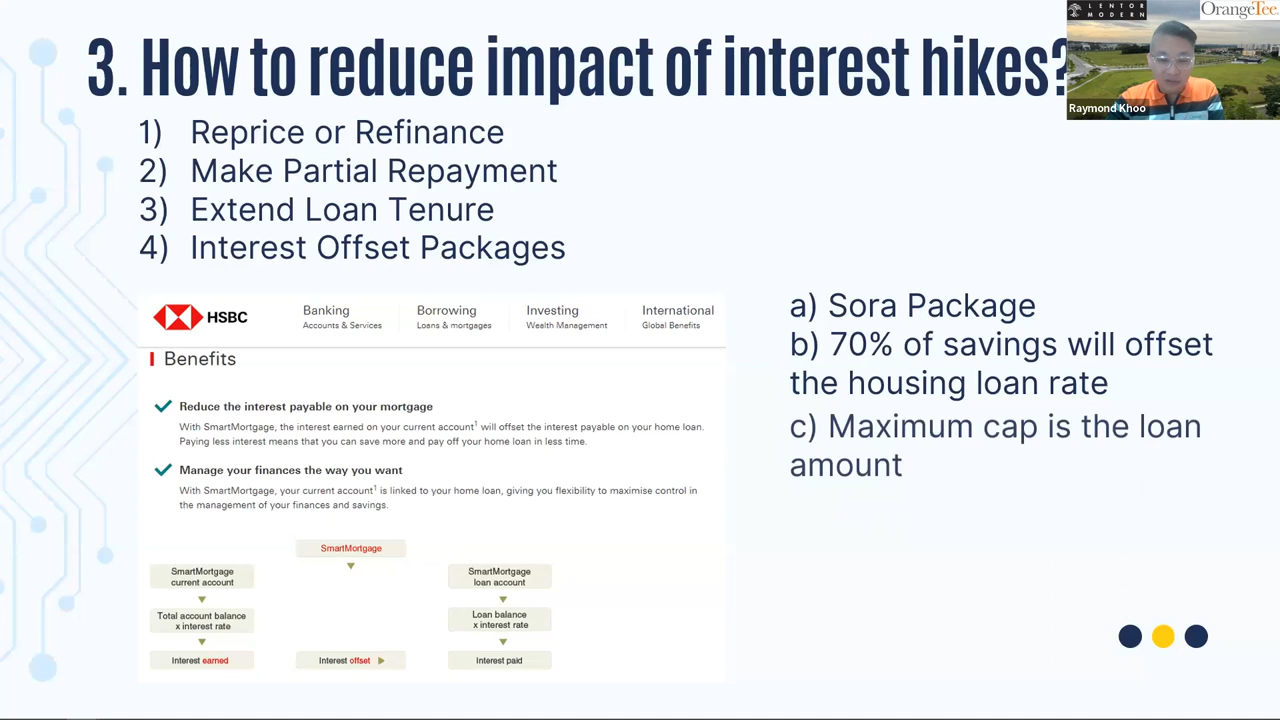 LENTOR
MODERN
OrangeTee
3. How to reduce impact of interest hikes?
Raymond Khoo
1) Reprice or Refinance
2) Make Partial Repayment
3) Extend Loan Tenure
4) Interest Offset Packages
HSBC
Banking
Accounts & Services
Borrowing
Loans & mortgages
Investing
Wealth Management
International
Global Benefits
Benefits
Reduce the interest payable on your mortgage
With SmartMortgage, the interest earned on your current account1 will offset the interest payable on your home loan.
Paying less interest means that you can save more and pay off your home loan in less time.
Manage your finances the way you want
With SmartMortgage, your current account1 is linked to your home loan, giving you flexibility to maximise control in
the management of your finances and savings.
SmartMortgage
SmartMortgage
current account
Total account balance
x interest rate
Interest earned
Interest offset
SmartMortgage
loan account
Loan balance
x interest rate
Interest paid
a) Sora Package
b) 70% of savings will offset
the housing loan rate
c) Maximum cap is the loan
amount